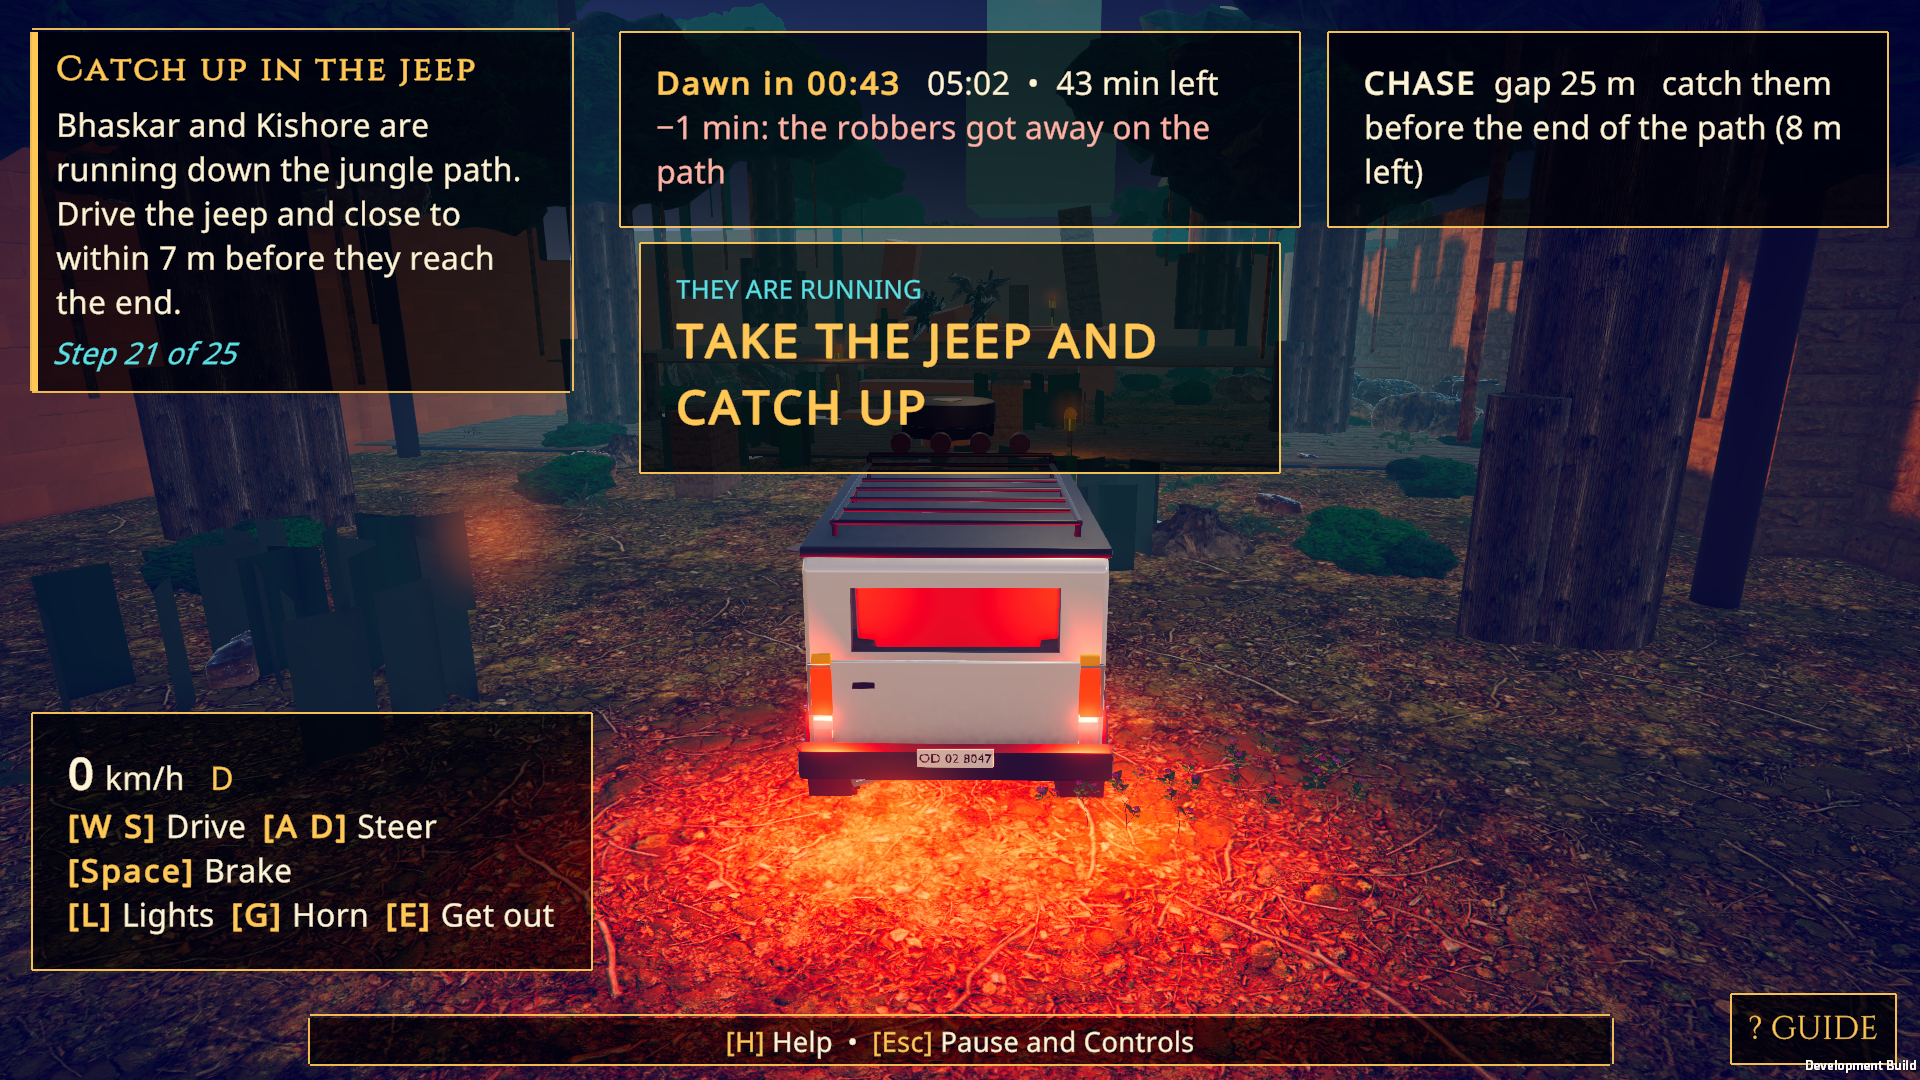 CATCH UP IN THE JEEP
Bhaskar and Kishore are
running down the jungle path.
Drive the jeep and close to
within 7 m before they reach
the end.
Step 21 of 25
Dawn in 00:43 05:02 • 43 min left
−1 min: the robbers got away on the
path
CHASE gap 25 m catch them
before the end of the path (8 m
left)
THEY ARE RUNNING
TAKE THE JEEP AND
CATCH UP
OD 02 8047
0 km/h D
[W S] Drive [A D] Steer
[Space] Brake
[L] Lights [G] Horn [E] Get out
[H] Help • [Esc] Pause and Controls
? GUIDE
Development Build